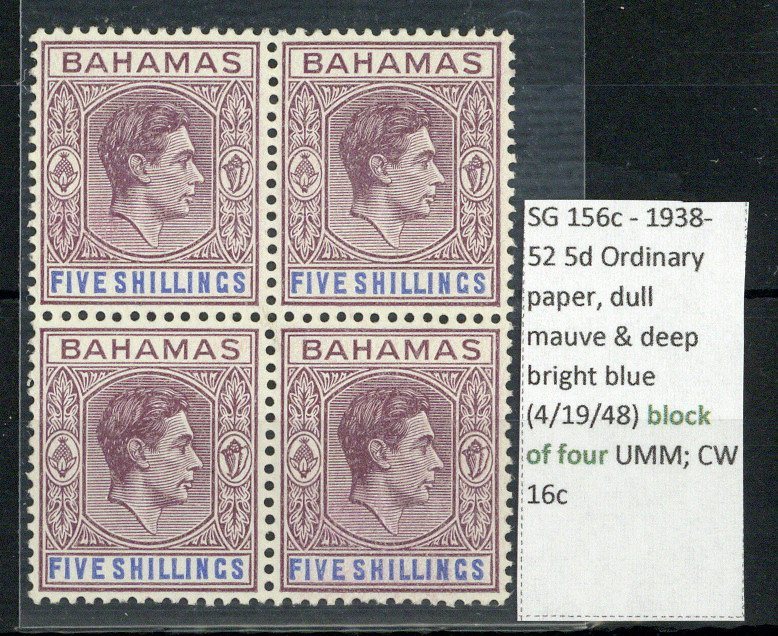 BAHAMAS
FIVE SHILLINGS
BAHAMAS
FIVE SHILLINGS
BAHAMAS
FIVE SHILLINGS
BAHAMAS
FIVE SHILLINGS
SG 156c - 1938-
52 5d Ordinary
paper, dull
mauve & deep
bright blue
(4/19/48) block
of four UMM; CW
16c